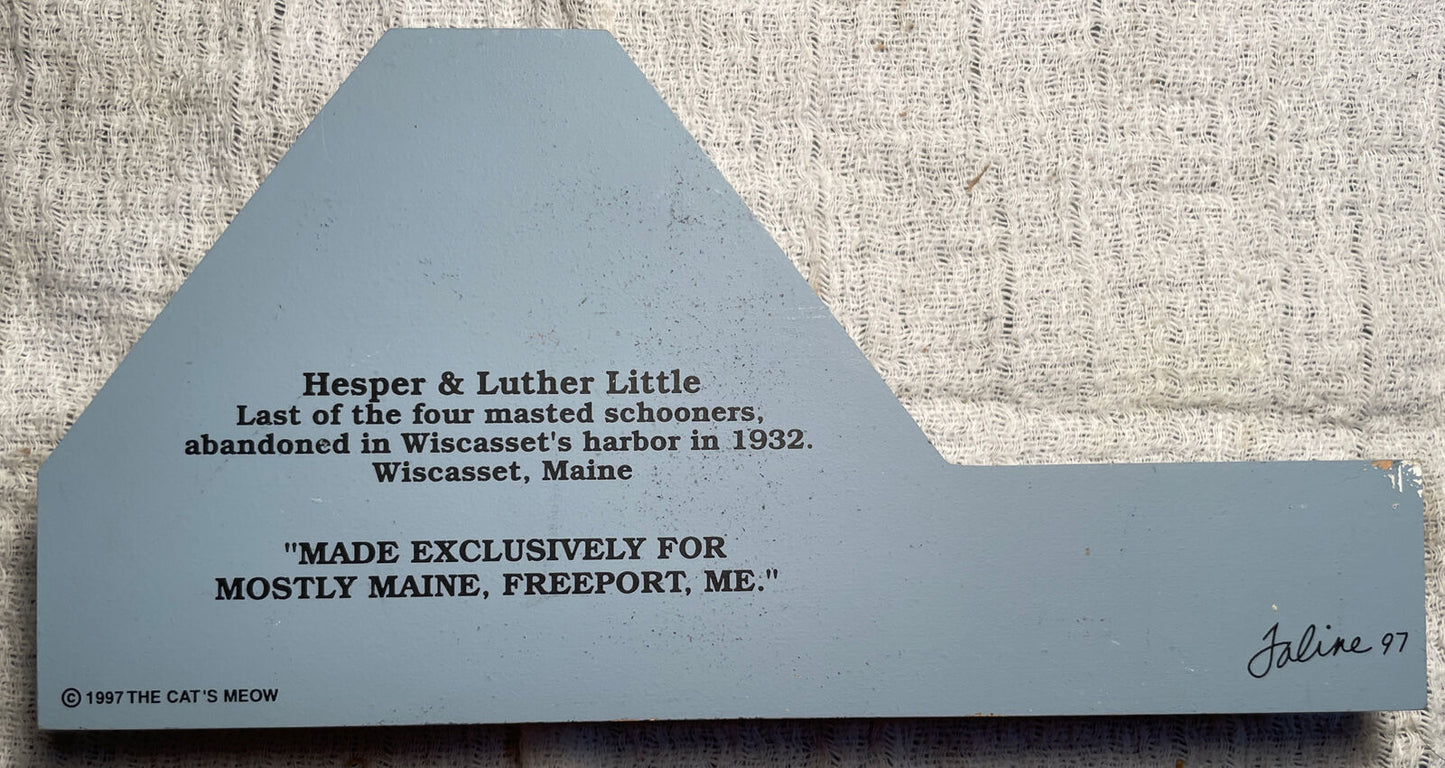 Hesper & Luther Little
Last of the four masted schooners,
abandoned in Wiscasset's harbor in 1932.
Wiscasset, Maine
"MADE EXCLUSIVELY FOR
MOSTLY MAINE, FREEPORT, ME."
Faline 97
© 1997 THE CAT'S MEOW